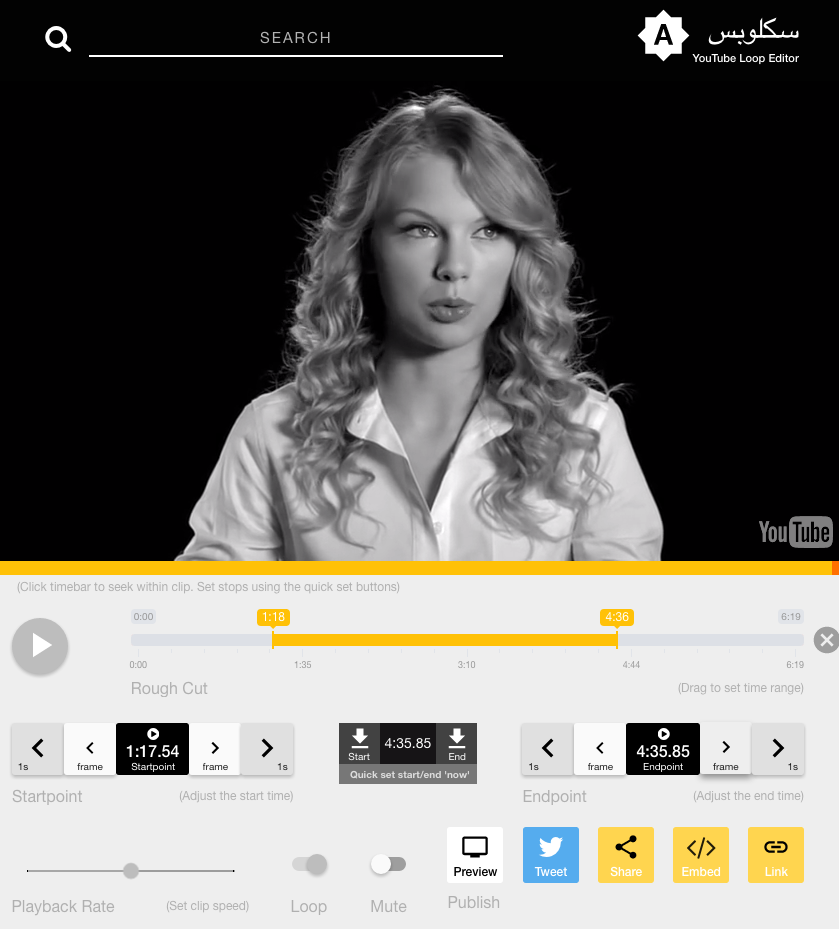 SEARCH
A
سكلوبس
YouTube Loop Editor
YouTube
(Click timebar to seek within clip. Set stops using the quick set buttons)
0:00 1:18 4:36 6:19
0:00 1:35 3:10 4:44 6:19
Rough Cut (Drag to set time range)
1s frame 1:17.54 Startpoint frame 1s
Start 4:35.85 End
Quick set start/end 'now'
1s frame 4:35.85 Endpoint frame 1s
Startpoint (Adjust the start time)
Endpoint (Adjust the end time)
Preview Tweet Share Embed Link
Playback Rate (Set clip speed) Loop Mute Publish